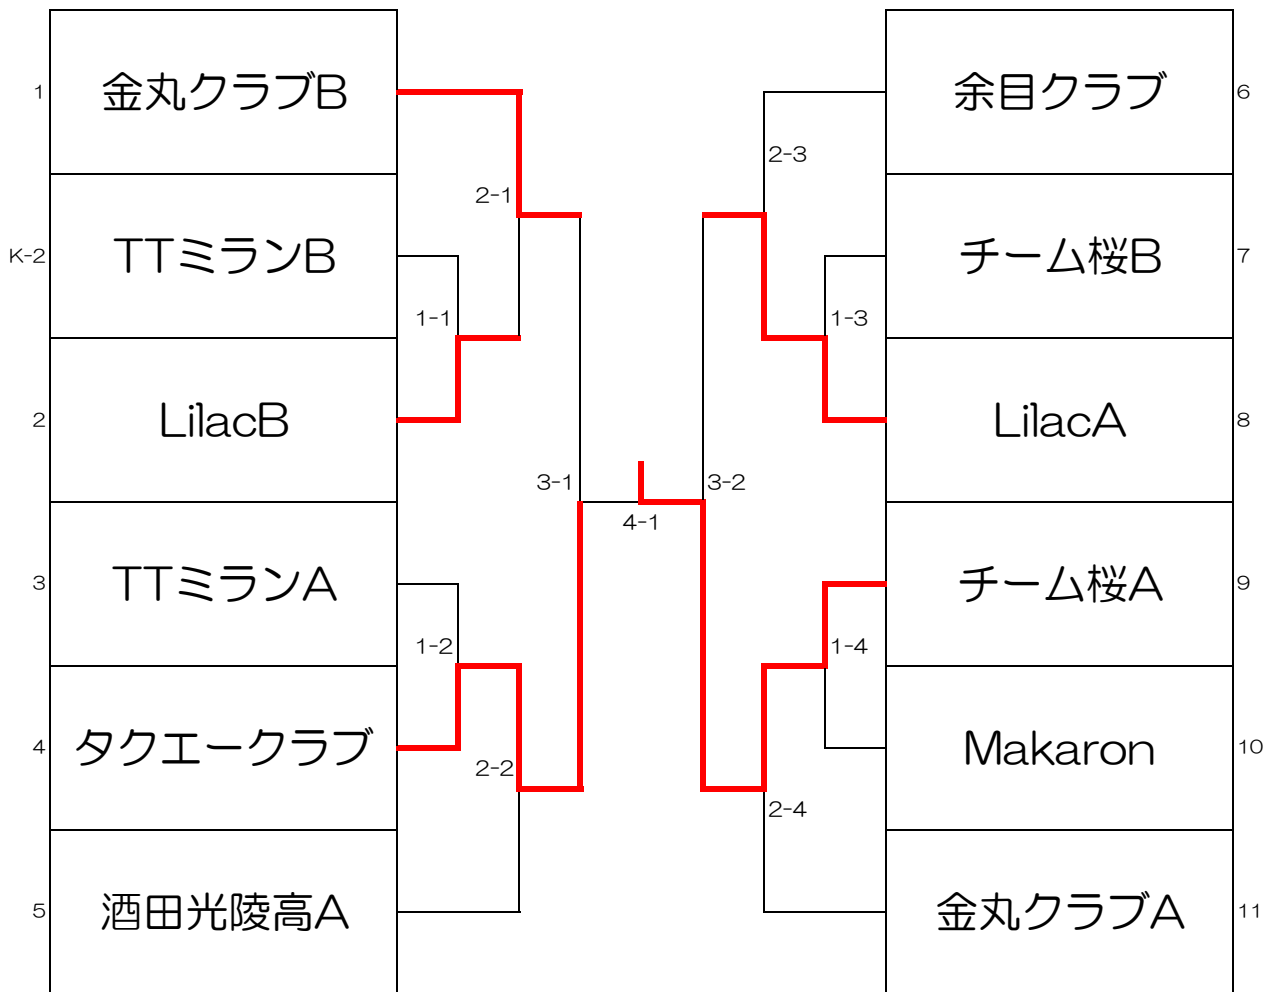 1
金丸クラブB
K-2
TTミランB
2
LilacB
3
TTミランA
4
タクエークラブ
5
酒田光陵高A
2-1
1-1
3-1
1-2
2-2
4-1
2-3
1-3
3-2
1-4
2-4
余目クラブ
6
チーム桜B
7
LilacA
8
チーム桜A
9
Makaron
10
金丸クラブA
11